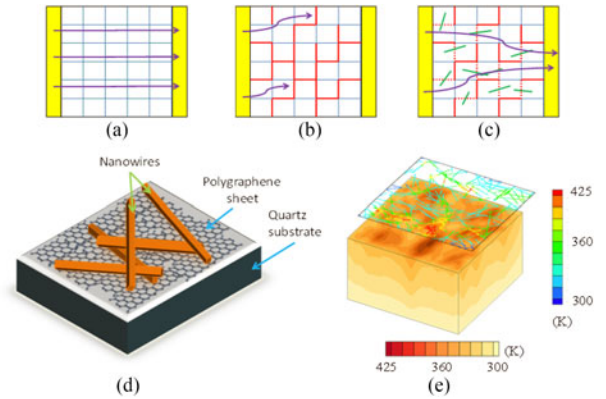 (a)
(b)
(c)
Nanowires
Polygraphene
sheet
Quartz
substrate
425
360
300
(K)
(K)
425
360
300
(d)
(e)